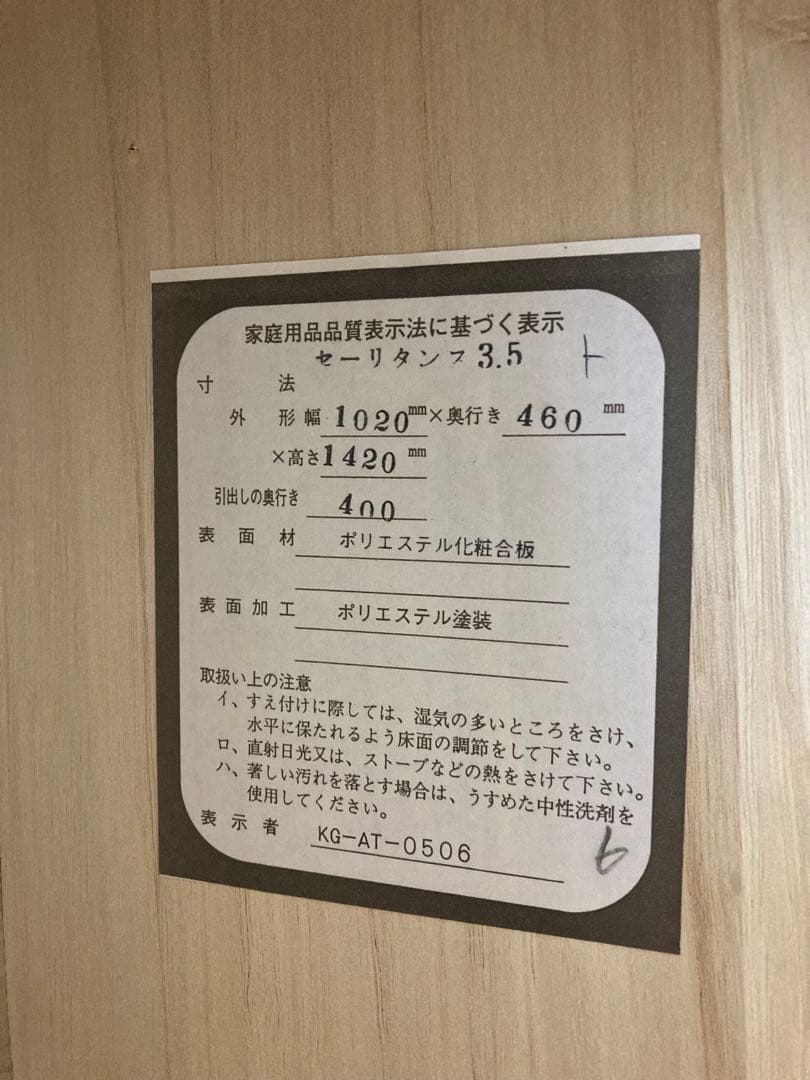 家庭用品品質表示法に基づく表示
セーリタンス 3.5 ト
寸法
外形幅 1020 mm ×奥行き 460 mm
×高さ 1420 mm
引出しの奥行き 400
表面材 ポリエステル化粧合板
表面加工 ポリエステル塗装
取扱い上の注意
イ、すえ付けに際しては、湿気の多いところをさけ、
水平に保たれるよう床面の調節をして下さい。
ロ、直射日光又は、ストーブなどの熱をさけて下さい。
ハ、著しい汚れを落とす場合は、うすめた中性洗剤を
使用してください。
表示者 KG-AT-0506